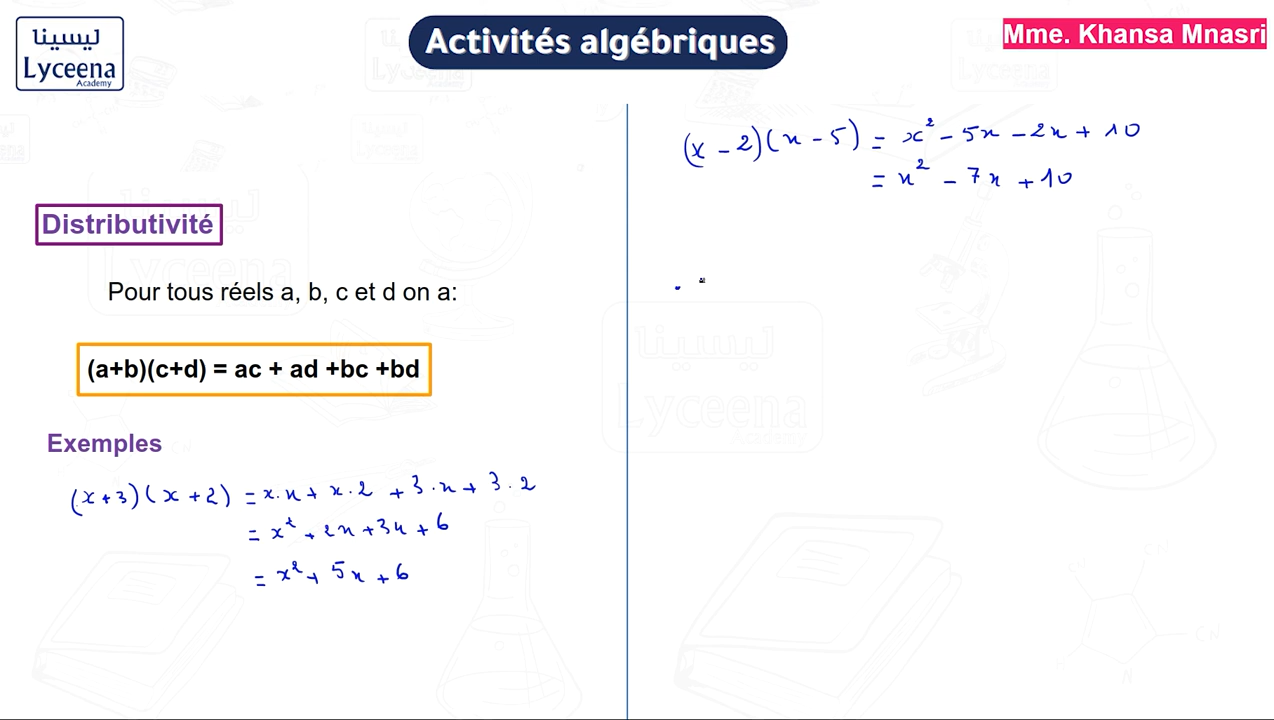 ليسينا
Lyceena
Academy
Activités algébriques
Mme. Khansa Mnasri
Distributivité
Pour tous réels a, b, c et d on a:
(a+b)(c+d) = ac + ad +bc +bd
Exemples
(x+3)(x+2) = x.x + x.2 + 3.x + 3.2
= x² + 2x + 3x + 6
= x² + 5x + 6
(x - 2)(x - 5) = x² - 5x - 2x + 10
= x² - 7x + 10